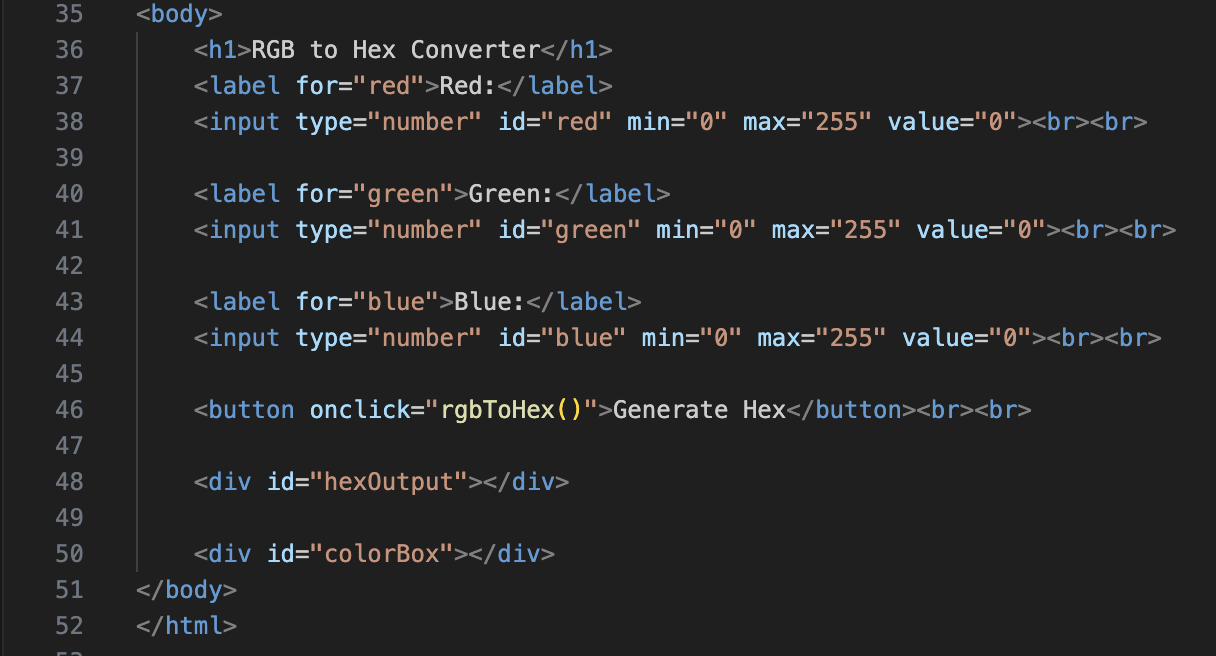 35 <body>
36     <h1>RGB to Hex Converter</h1>
37     <label for="red">Red:</label>
38     <input type="number" id="red" min="0" max="255" value="0"><br><br>
39
40     <label for="green">Green:</label>
41     <input type="number" id="green" min="0" max="255" value="0"><br><br>
42
43     <label for="blue">Blue:</label>
44     <input type="number" id="blue" min="0" max="255" value="0"><br><br>
45
46     <button onclick="rgbToHex()">Generate Hex</button><br><br>
47
48     <div id="hexOutput"></div>
49
50     <div id="colorBox"></div>
51 </body>
52 </html>